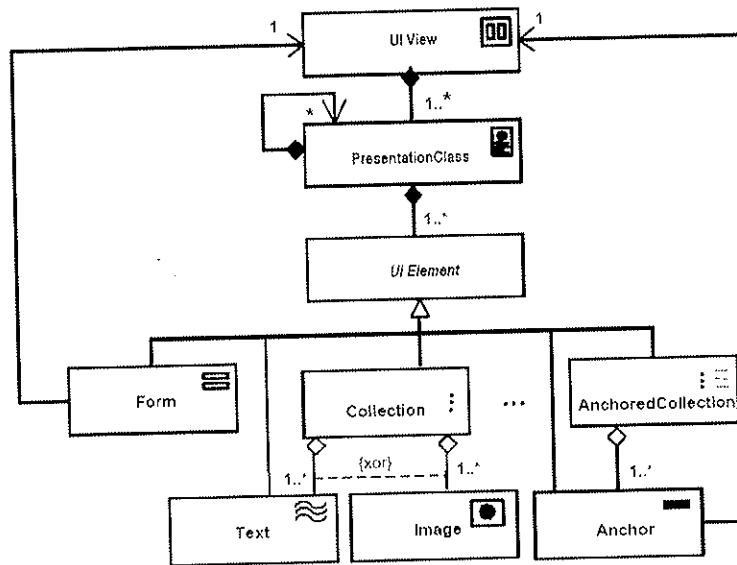 1
UI View
1
1..*
*
PresentationClass
1..*
UI Element
Form
Collection
...
AnchoredCollection
1..*
{xor}
1..*
1..*
Text
Image
Anchor